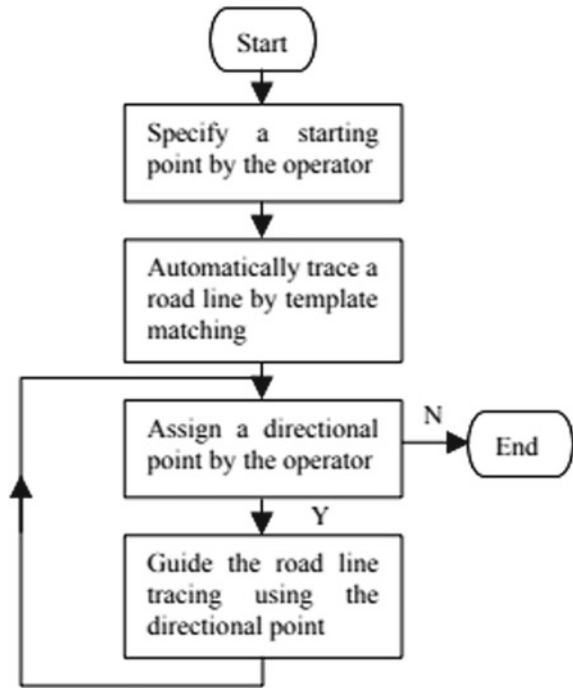 Start
Specify a starting
point by the operator
Automatically trace a
road line by template
matching
Assign a directional
point by the operator
N
End
Y
Guide the road line
tracing using the
directional point